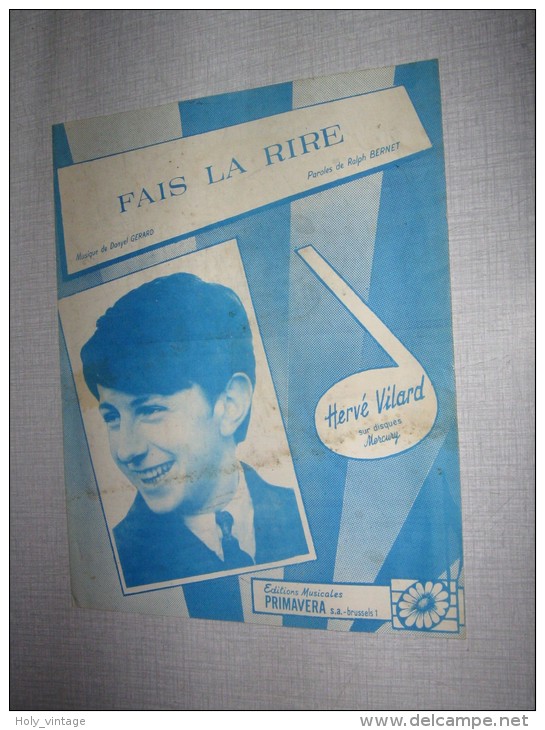 FAIS LA RIRE
Paroles de Ralph BERNET
Musique de Danyel GERARD
Hervé Vilard
sur disques
Mercury
Editions Musicales
PRIMAVERA s.a.-brussels 1
Holy_vintage
www.delcampe.net